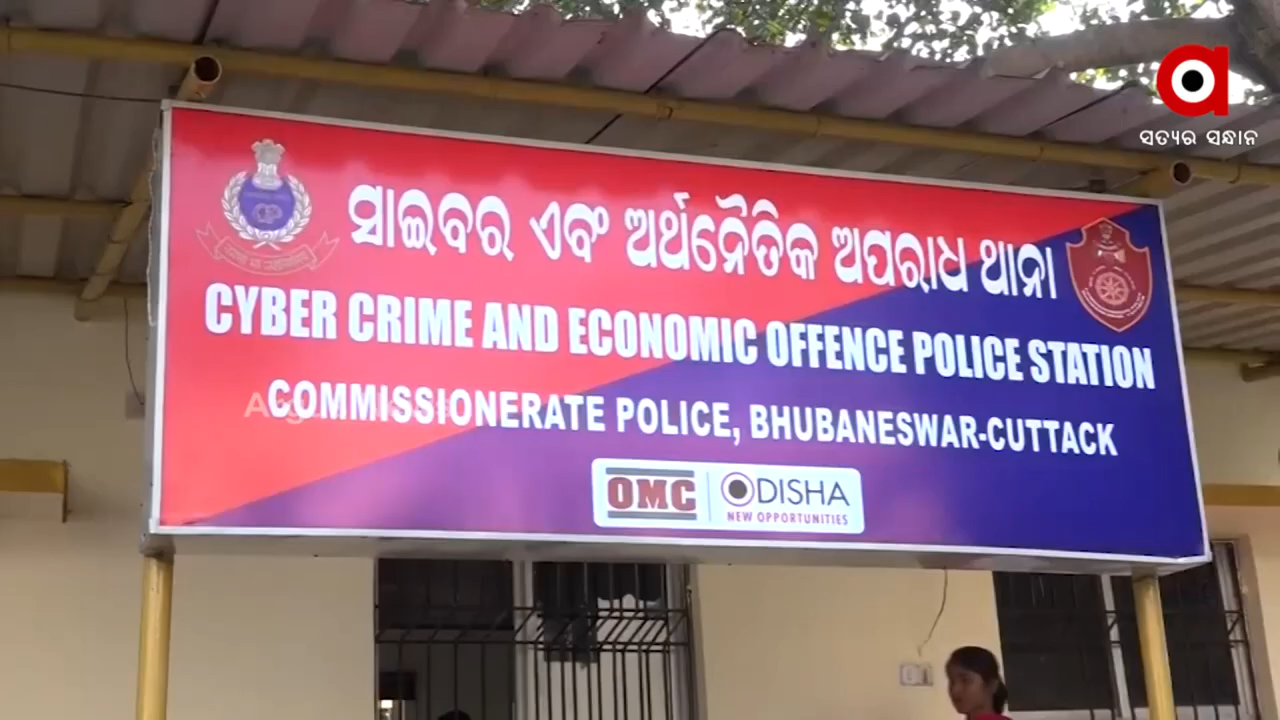 ସତ୍ୟର ସନ୍ଧାନ
ସାଇବର ଏବଂ ଅର୍ଥନୈତିକ ଅପରାଧ ଥାନା
CYBER CRIME AND ECONOMIC OFFENCE POLICE STATION
COMMISSIONERATE POLICE, BHUBANESWAR-CUTTACK
OMC ODISHA
NEW OPPORTUNITIES